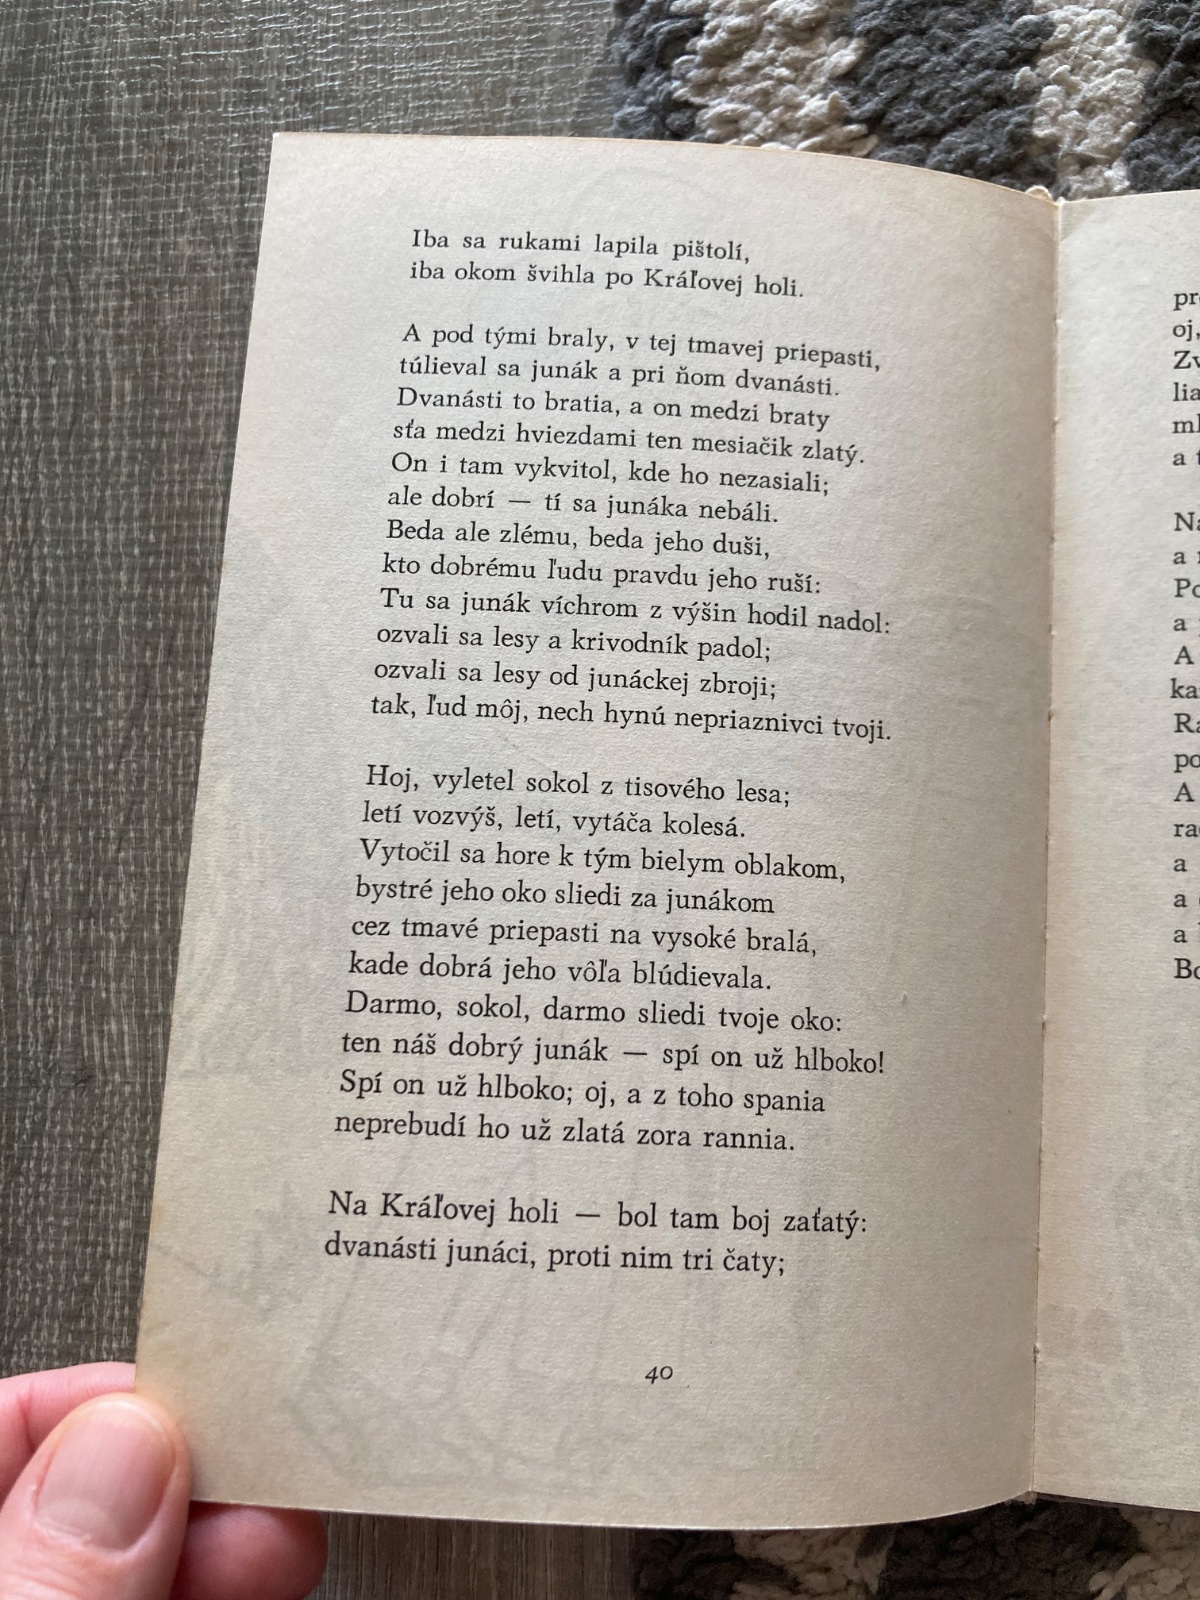 Iba sa rukami lapila pištolí,
iba okom švihla po Kráľovej holi.
A pod tými braly, v tej tmavej priepasti,
túlieval sa junák a pri ňom dvanásti.
Dvanásti to bratia, a on medzi braty
sťa medzi hviezdami ten mesiačik zlatý.
On i tam vykvitol, kde ho nezasiali;
ale dobrí — tí sa junáka nebáli.
Beda ale zlému, beda jeho duši,
kto dobrému ľudu pravdu jeho ruší:
Tu sa junák víchrom z výšin hodil nadol:
ozvali sa lesy a krivodník padol;
ozvali sa lesy od junáckej zbroji;
tak, ľud môj, nech hynú nepriaznivci tvoji.
Hoj, vyletel sokol z tisového lesa;
letí vozvýš, letí, vytáča kolesá.
Vytočil sa hore k tým bielym oblakom,
bystré jeho oko sliedi za junákom
cez tmavé priepasti na vysoké bralá,
kade dobrá jeho vôľa blúdievala.
Darmo, sokol, darmo sliedi tvoje oko:
ten náš dobrý junák — spí on už hlboko!
Spí on už hlboko; oj, a z toho spania
neprebudí ho už zlatá zora rannia.
Na Kráľovej holi — bol tam boj zaťatý:
dvanásti junáci, proti nim tri čaty;
40
oj,
a
a
a
A
A
a
a
a